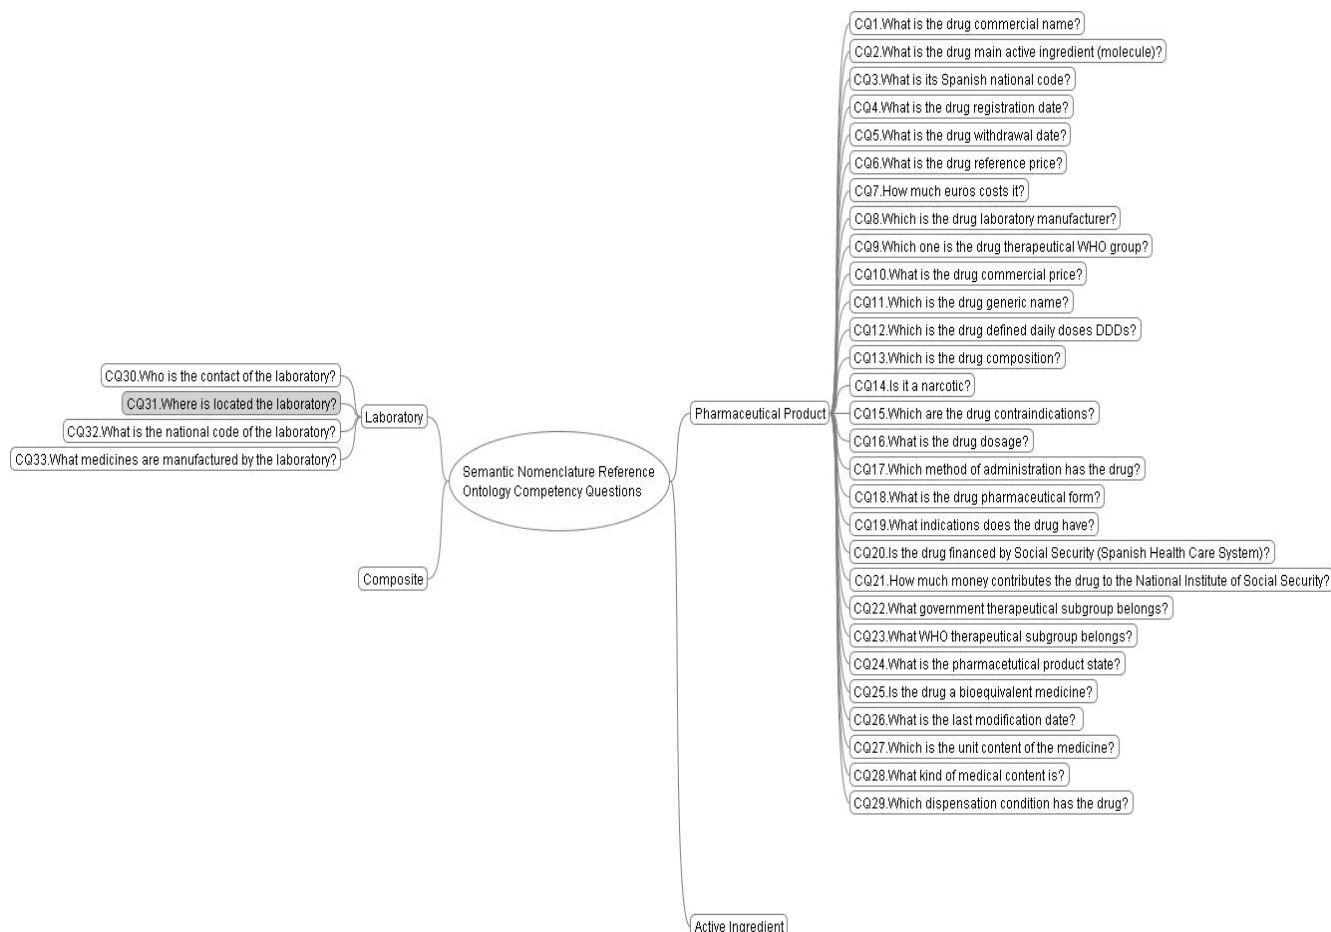 CQ1.What is the drug commercial name?
CQ2.What is the drug main active ingredient (molecule)?
CQ3.What is its Spanish national code?
CQ4.What is the drug registration date?
CQ5.What is the drug withdrawal date?
CQ6.What is the drug reference price?
CQ7.How much euros costs it?
CQ8.Which is the drug laboratory manufacturer?
CQ9.Which one is the drug therapeutical WHO group?
CQ10.What is the drug commercial price?
CQ11.Which is the drug generic name?
CQ12.Which is the drug defined daily doses DDDs?
CQ13.Which is the drug composition?
CQ14.Is it a narcotic?
CQ15.Which are the drug contraindications?
CQ16.What is the drug dosage?
CQ17.Which method of administration has the drug?
CQ18.What is the drug pharmaceutical form?
CQ19.What indications does the drug have?
CQ20.Is the drug financed by Social Security (Spanish Health Care System)?
CQ21.How much money contributes the drug to the National Institute of Social Security?
CQ22.What government therapeutical subgroup belongs?
CQ23.What WHO therapeutical subgroup belongs?
CQ24.What is the pharmacetutical product state?
CQ25.Is the drug a bioequivalent medicine?
CQ26.What is the last modification date?
CQ27.Which is the unit content of the medicine?
CQ28.What kind of medical content is?
CQ29.Which dispensation condition has the drug?
Pharmaceutical Product
CQ30.Who is the contact of the laboratory?
CQ31.Where is located the laboratory?
CQ32.What is the national code of the laboratory?
CQ33.What medicines are manufactured by the laboratory?
Laboratory
Semantic Nomenclature Reference
Ontology Competency Questions
Composite
Active Ingredient